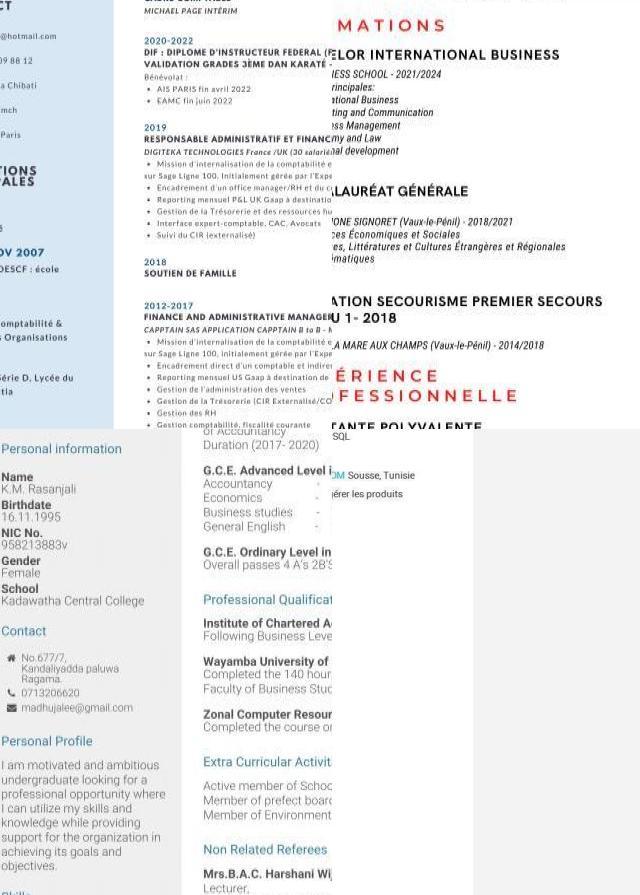 CT
@hotmail.com
09 88 12
a Chibati
mch
Paris
TIONS
PALES
OV 2007
DESCF : école
omptabilité &
s Organisations
Série D. Lycée du
tia
MICHAEL PAGE INTÉRIM
2020-2022
DIF : DIPLOME D'INSTRUCTEUR FEDERAL (F
VALIDATION GRADES 3ÈME DAN KARATÉ -
Bénévolat :
• AIS PARIS fin avril 2022
• EAMC fin juin 2022
2019
RESPONSABLE ADMINISTRATIF ET FINANC
DIGITEKA TECHNOLOGIES France /UK (30 salarié
• Mission d'internalisation de la comptabilité e
sur Sage Ligne 100, Initialement gérée par l'Expe
• Encadrement d'un office manager/RH et du c
• Reporting mensuel P&L UK Gaap à destinatio
• Gestion de la Trésorerie et des ressources hu
• Interface expert-comptable, CAC, Avocats
• Suivi du CIR (externalisé)
2018
SOUTIEN DE FAMILLE
2012-2017
FINANCE AND ADMINISTRATIVE MANAGER
CAPPTAIN SAS APPLICATION CAPPTAIN B to B -
• Mission d'internalisation de la comptabilité e
sur Sage Ligne 100, initialement gérée par l'Expe
• Encadrement direct d'un comptable et indire
• Reporting mensuel US Gaap à destination de
• Gestion de l'administration des ventes
• Gestion de la Trésorerie (CIR Externalisé/CO
• Gestion des RH
• Gestion comptabilité, fiscalité courante
MATIONS
ELOR INTERNATIONAL BUSINESS
NESS SCHOOL - 2021/2024
rincipales:
ational Business
ting and Communication
ess Management
my and Law
nal development
LAURÉAT GÉNÉRALE
ONE SIGNORET (Vaux-le-Pénil) - 2018/2021
ces Économiques et Sociales
res, Littératures et Cultures Étrangères et Régionales
ématiques
ATION SECOURISME PREMIER SECOURS
U 1- 2018
LA MARE AUX CHAMPS (Vaux-le-Pénil) - 2014/2018
ÉRIENCE
FESSIONNELLE
TANTE POLYVALENTE
SQL
OM Sousse, Tunisie
gérer les produits
Personal information
Name
K.M. Rasanjali
Birthdate
16.11.1995
NIC No.
958213883v
Gender
Female
School
Kadawatha Central College
Contact
No.677/7,
Kandaliyadda paluwa
Ragama.
0713206620
madhujalee@gmail.com
Personal Profile
I am motivated and ambitious
undergraduate looking for a
professional opportunity where
I can utilize my skills and
knowledge while providing
support for the organization in
achieving its goals and
objectives.
of Accountancy
Duration (2017- 2020)
G.C.E. Advanced Level i
Accountancy -
Economics -
Business studies -
General English -
G.C.E. Ordinary Level in
Overall passes 4 A's 2B'S
Professional Qualificat
Institute of Chartered A
Following Business Leve
Wayamba University of
Completed the 140 hour
Faculty of Business Stud
Zonal Computer Resour
Completed the course on
Extra Curricular Activit
Active member of Schoo
Member of prefect board
Member of Environment
Non Related Referees
Mrs.B.A.C. Harshani Wi
Lecturer,